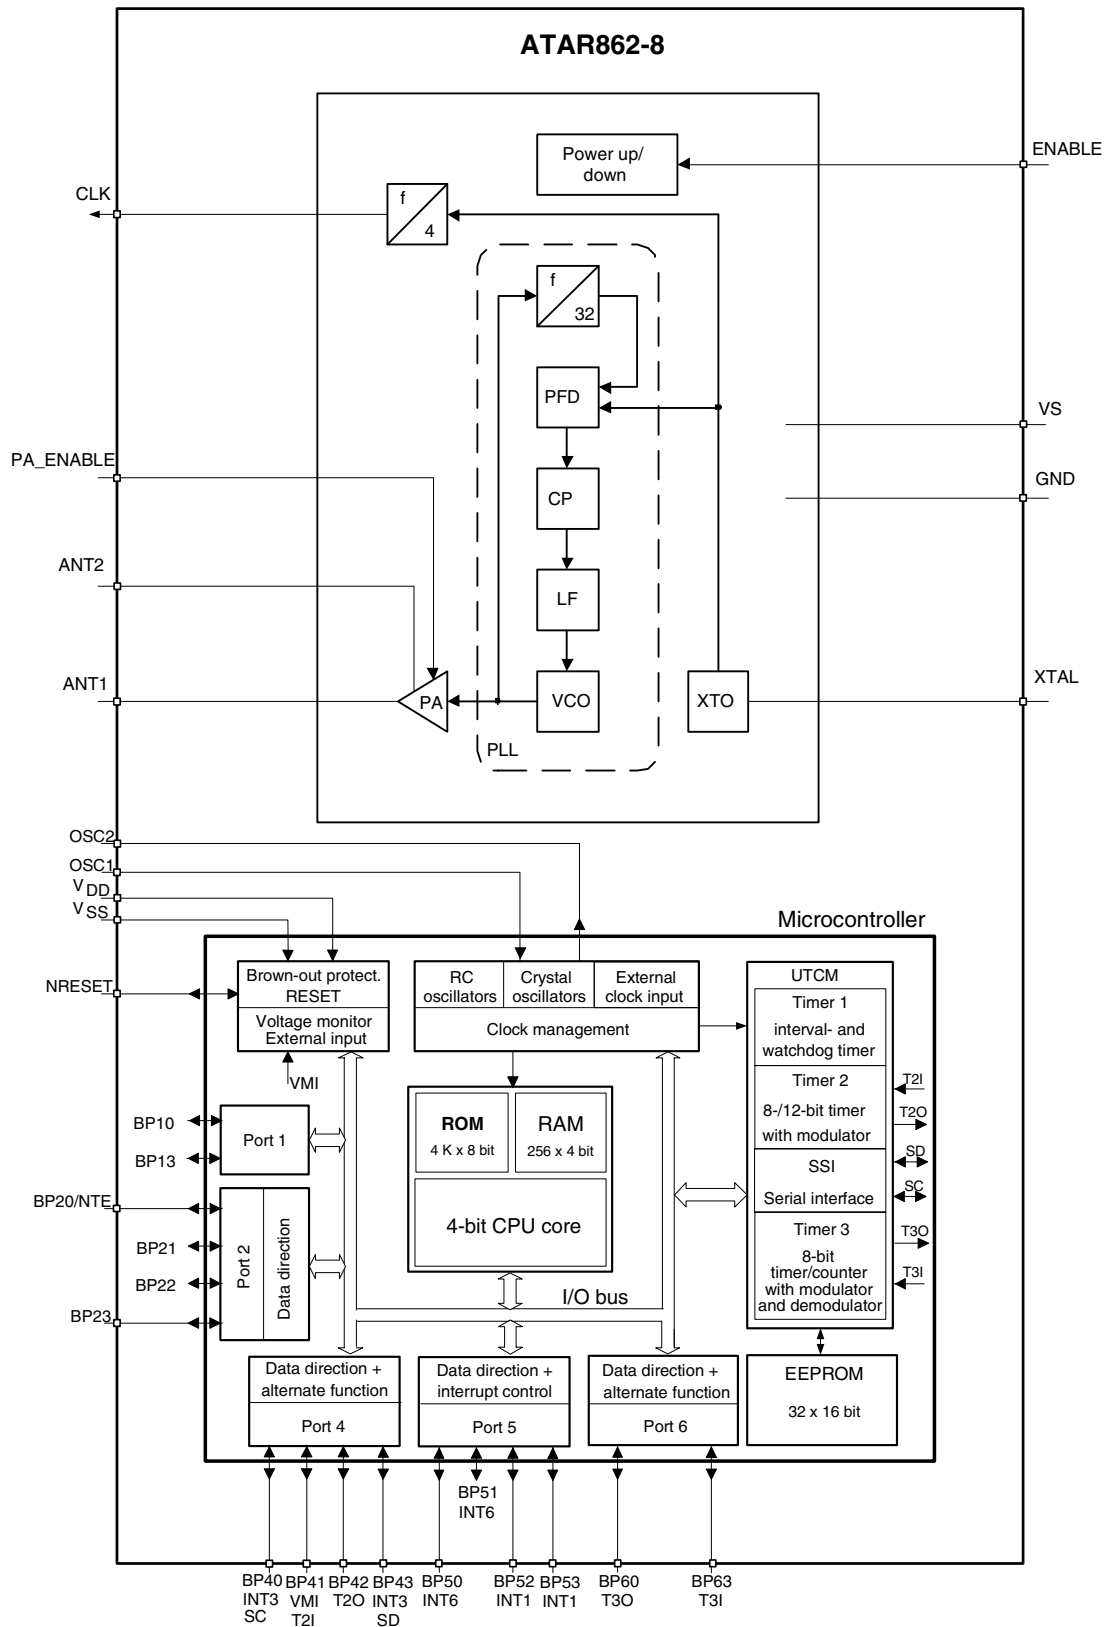 ATAR862-8
Power up/
down
ENABLE
CLK
f
4
f
32
PFD
VS
PA_ENABLE
GND
CP
ANT2
LF
ANT1
PA
VCO
XTO
XTAL
PLL
OSC2
OSC1
V DD
V SS
Microcontroller
NRESET
Brown-out protect.
RESET
Voltage monitor
External input
VMI
RC
oscillators
Crystal
oscillators
External
clock input
Clock management
UTCM
Timer 1
interval- and
watchdog timer
Timer 2
8-/12-bit timer
with modulator
SSI
Serial interface
Timer 3
8-bit
timer/counter
with modulator
and demodulator
T2I
T2O
SD
SC
T3O
T3I
ROM
4 K x 8 bit
RAM
256 x 4 bit
4-bit CPU core
BP10
Port 1
BP13
BP20/NTE
BP21
BP22
BP23
Port 2
Data direction
I/O bus
Data direction +
alternate function
Port 4
Data direction +
interrupt control
Port 5
Data direction +
alternate function
Port 6
EEPROM
32 x 16 bit
BP51
INT6
BP40
INT3
SC
BP41
VMI
T2I
BP42
T2O
BP43
INT3
SD
BP50
INT6
BP52
INT1
BP53
INT1
BP60
T3O
BP63
T3I